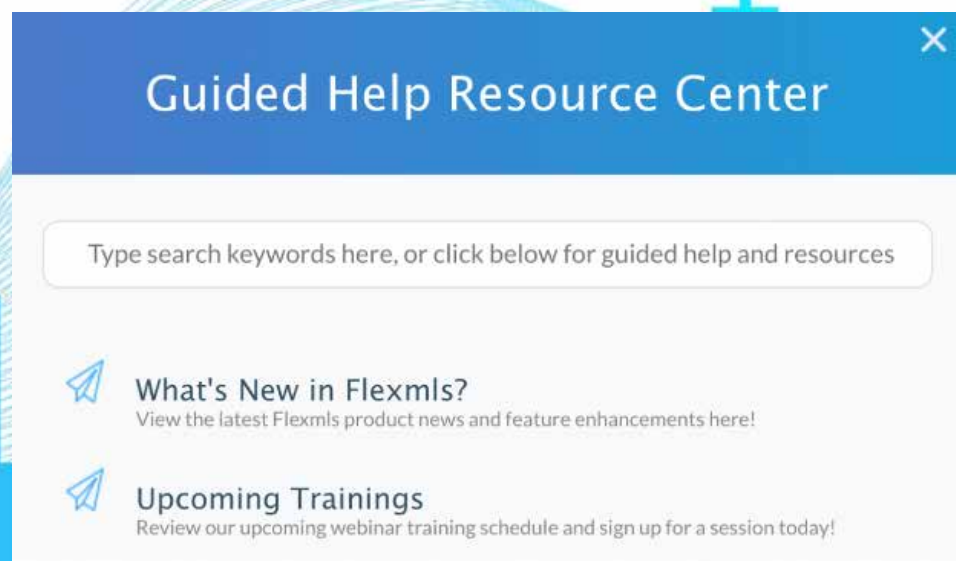 Guided Help Resource Center
Type search keywords here, or click below for guided help and resources
What's New in Flexmls?
View the latest Flexmls product news and feature enhancements here!
Upcoming Trainings
Review our upcoming webinar training schedule and sign up for a session today!